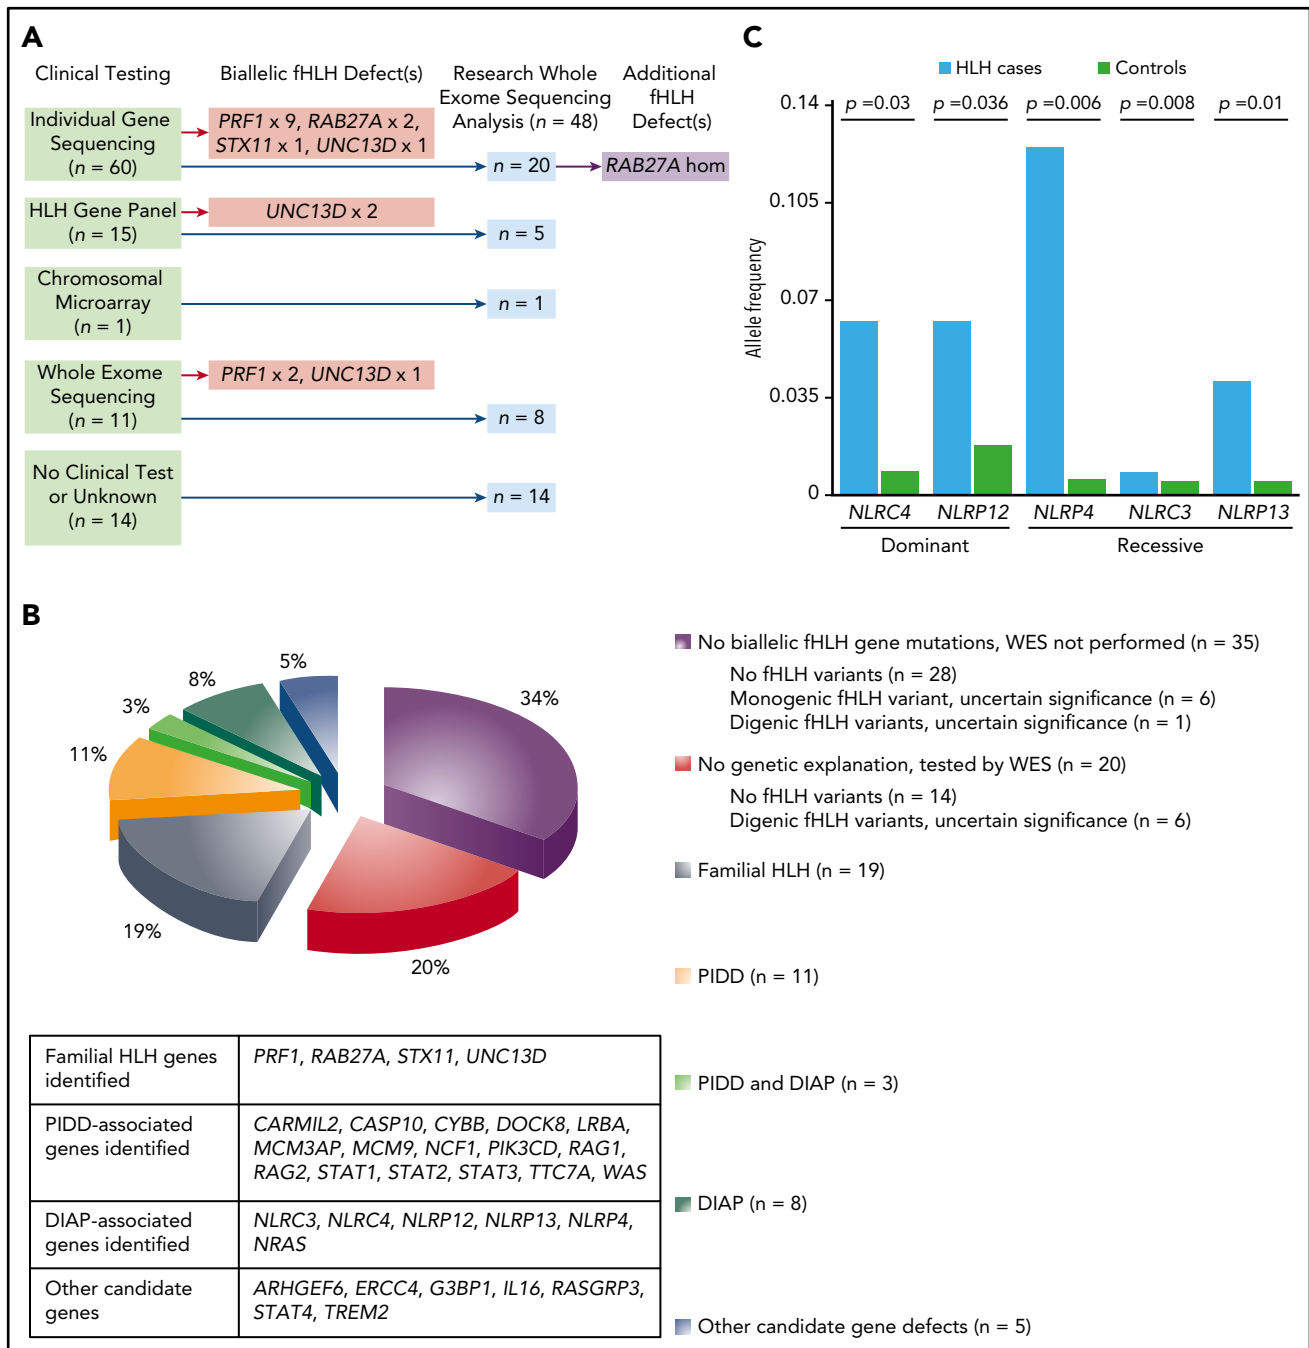 A
Clinical Testing
Biallelic fHLH Defect(s)
Research Whole
Exome Sequencing
Analysis (n = 48)
Additional
fHLH
Defect(s)
Individual Gene
Sequencing
(n = 60)
PRF1 x 9, RAB27A x 2,
STX11 x 1, UNC13D x 1
n = 20
RAB27A hom
HLH Gene Panel
(n = 15)
UNC13D x 2
n = 5
Chromosomal
Microarray
(n = 1)
n = 1
Whole Exome
Sequencing
(n = 11)
PRF1 x 2, UNC13D x 1
n = 8
No Clinical Test
or Unknown
(n = 14)
n = 14
C
HLH cases
Controls
p =0.03
p =0.036
p =0.006
p =0.008
p =0.01
Allele frequency
0.14
0.105
0.07
0.035
0
NLRC4
NLRP12
NLRP4
NLRC3
NLRP13
Dominant
Recessive
B
34%
20%
19%
11%
3%
8%
5%
No biallelic fHLH gene mutations, WES not performed (n = 35)
No fHLH variants (n = 28)
Monogenic fHLH variant, uncertain significance (n = 6)
Digenic fHLH variants, uncertain significance (n = 1)
No genetic explanation, tested by WES (n = 20)
No fHLH variants (n = 14)
Digenic fHLH variants, uncertain significance (n = 6)
Familial HLH (n = 19)
PIDD (n = 11)
PIDD and DIAP (n = 3)
DIAP (n = 8)
Other candidate gene defects (n = 5)
Familial HLH genes
identified
PRF1, RAB27A, STX11, UNC13D
PIDD-associated
genes identified
CARMIL2, CASP10, CYBB, DOCK8, LRBA,
MCM3AP, MCM9, NCF1, PIK3CD, RAG1,
RAG2, STAT1, STAT2, STAT3, TTC7A, WAS
DIAP-associated
genes identified
NLRC3, NLRC4, NLRP12, NLRP13, NLRP4,
NRAS
Other candidate
genes
ARHGEF6, ERCC4, G3BP1, IL16, RASGRP3,
STAT4, TREM2